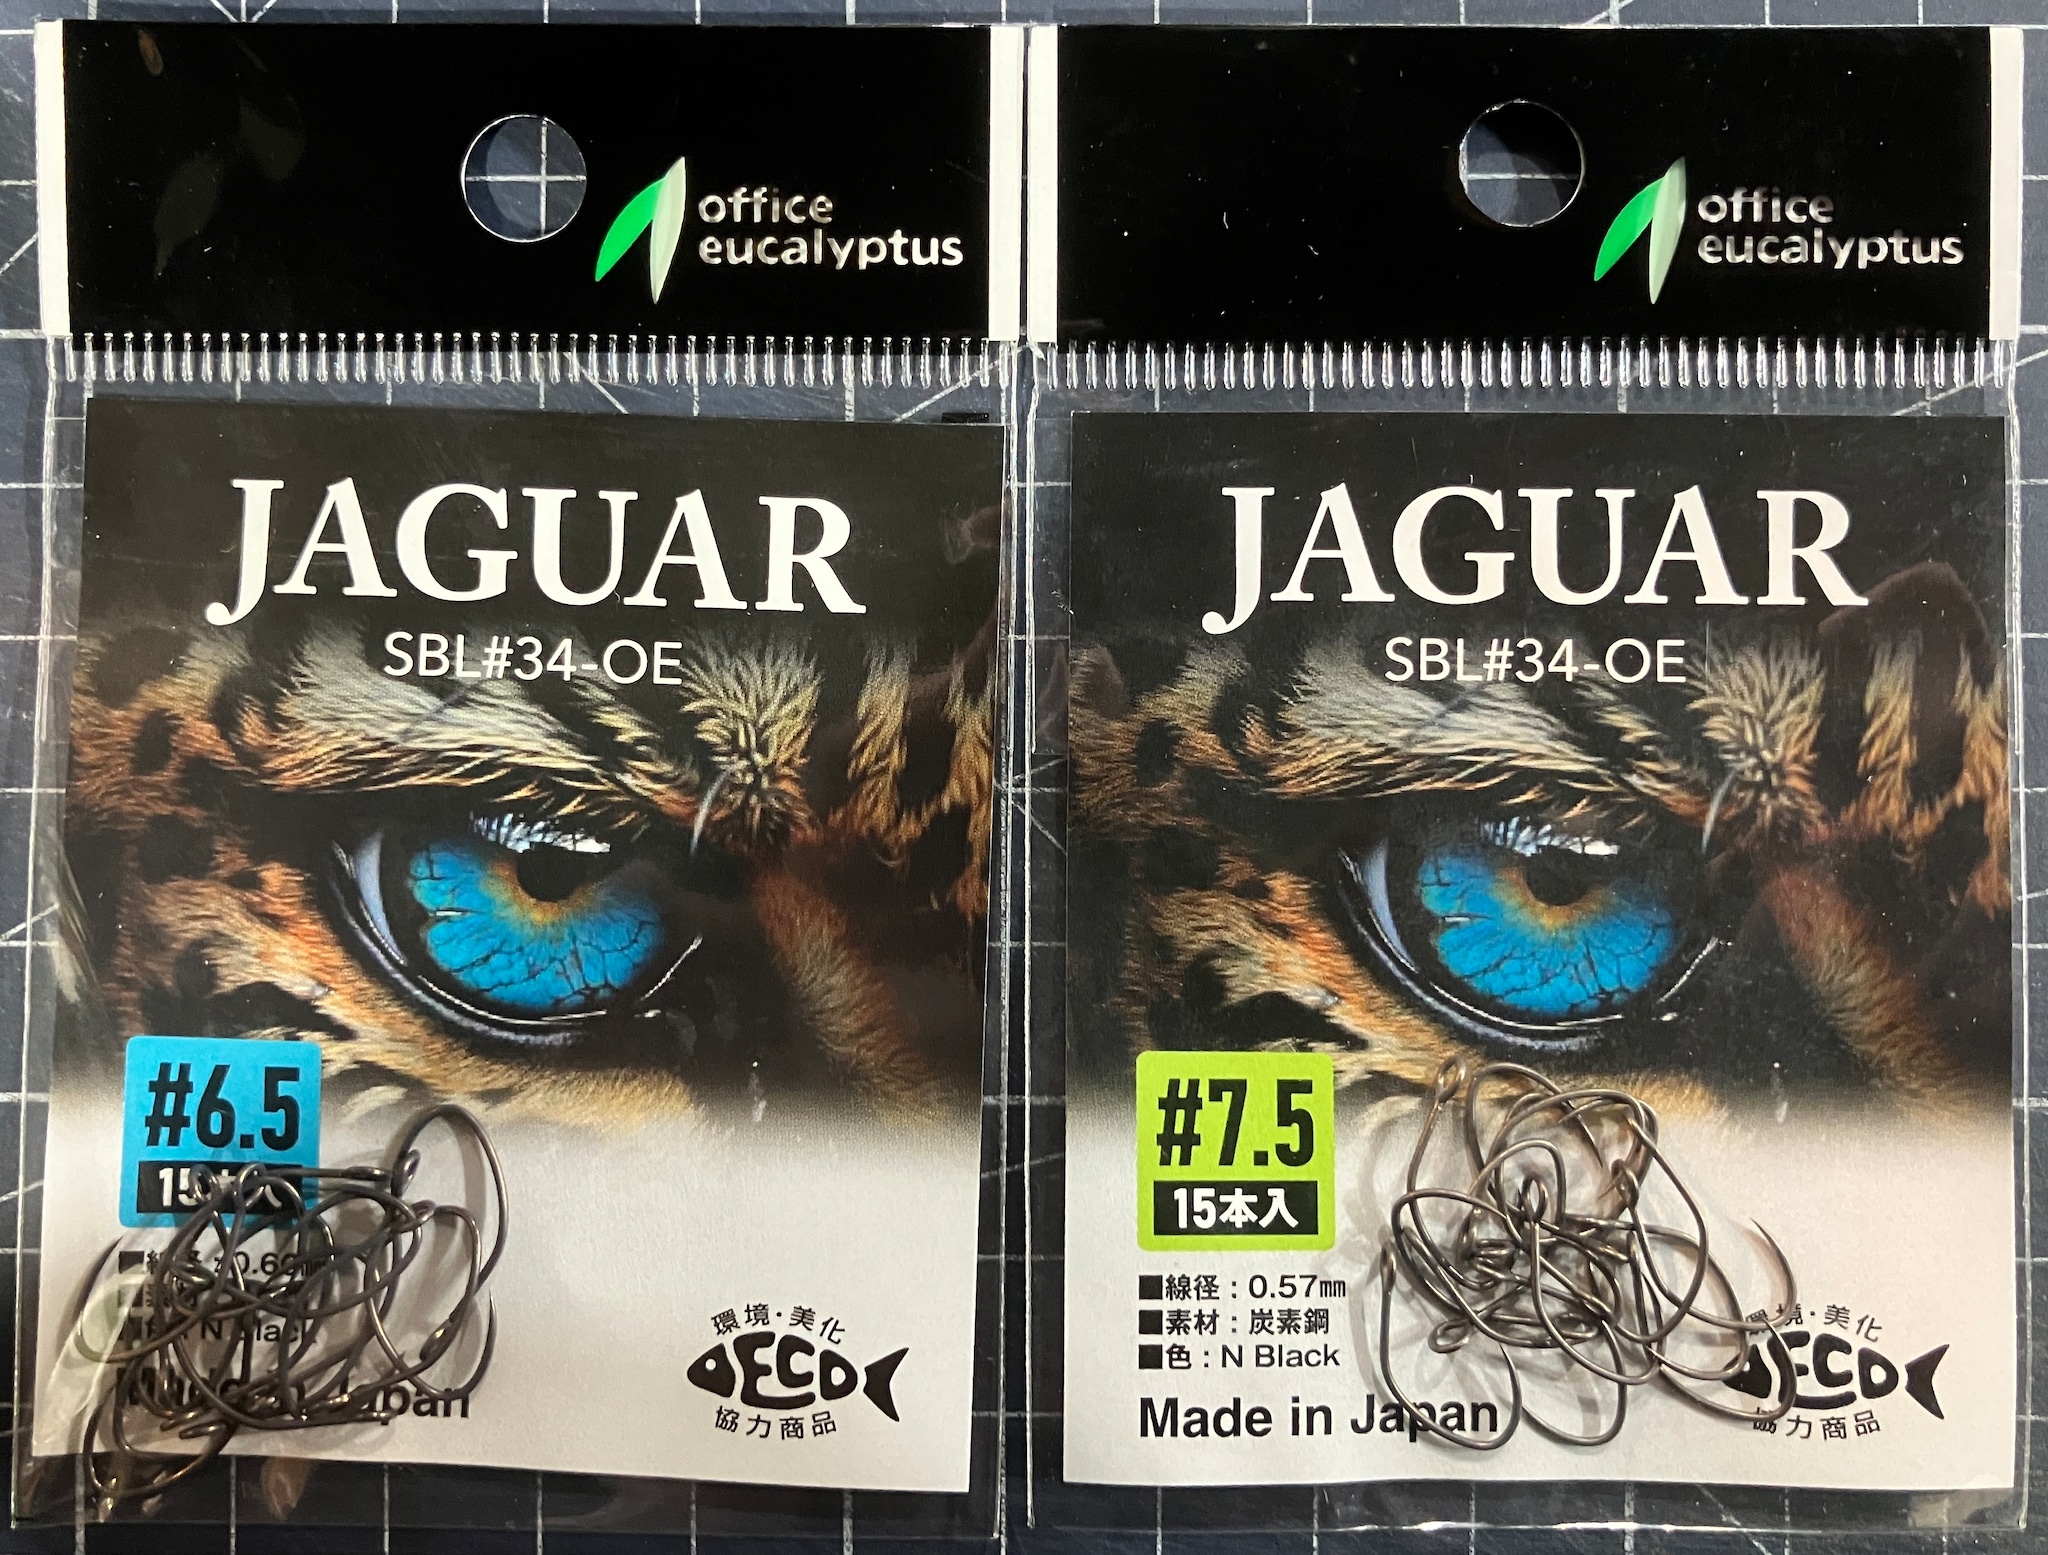 office
eucalyptus
JAGUAR
SBL#34-OE
#6.5
N Black
Japan
環境・美化
ECO
協力商品
office
eucalyptus
JAGUAR
SBL#34-OE
#7.5
15本入
■線径：0.57㎜
■素材：炭素鋼
■色：N Black
Made in Japan
境・美化
ECO
協力商品